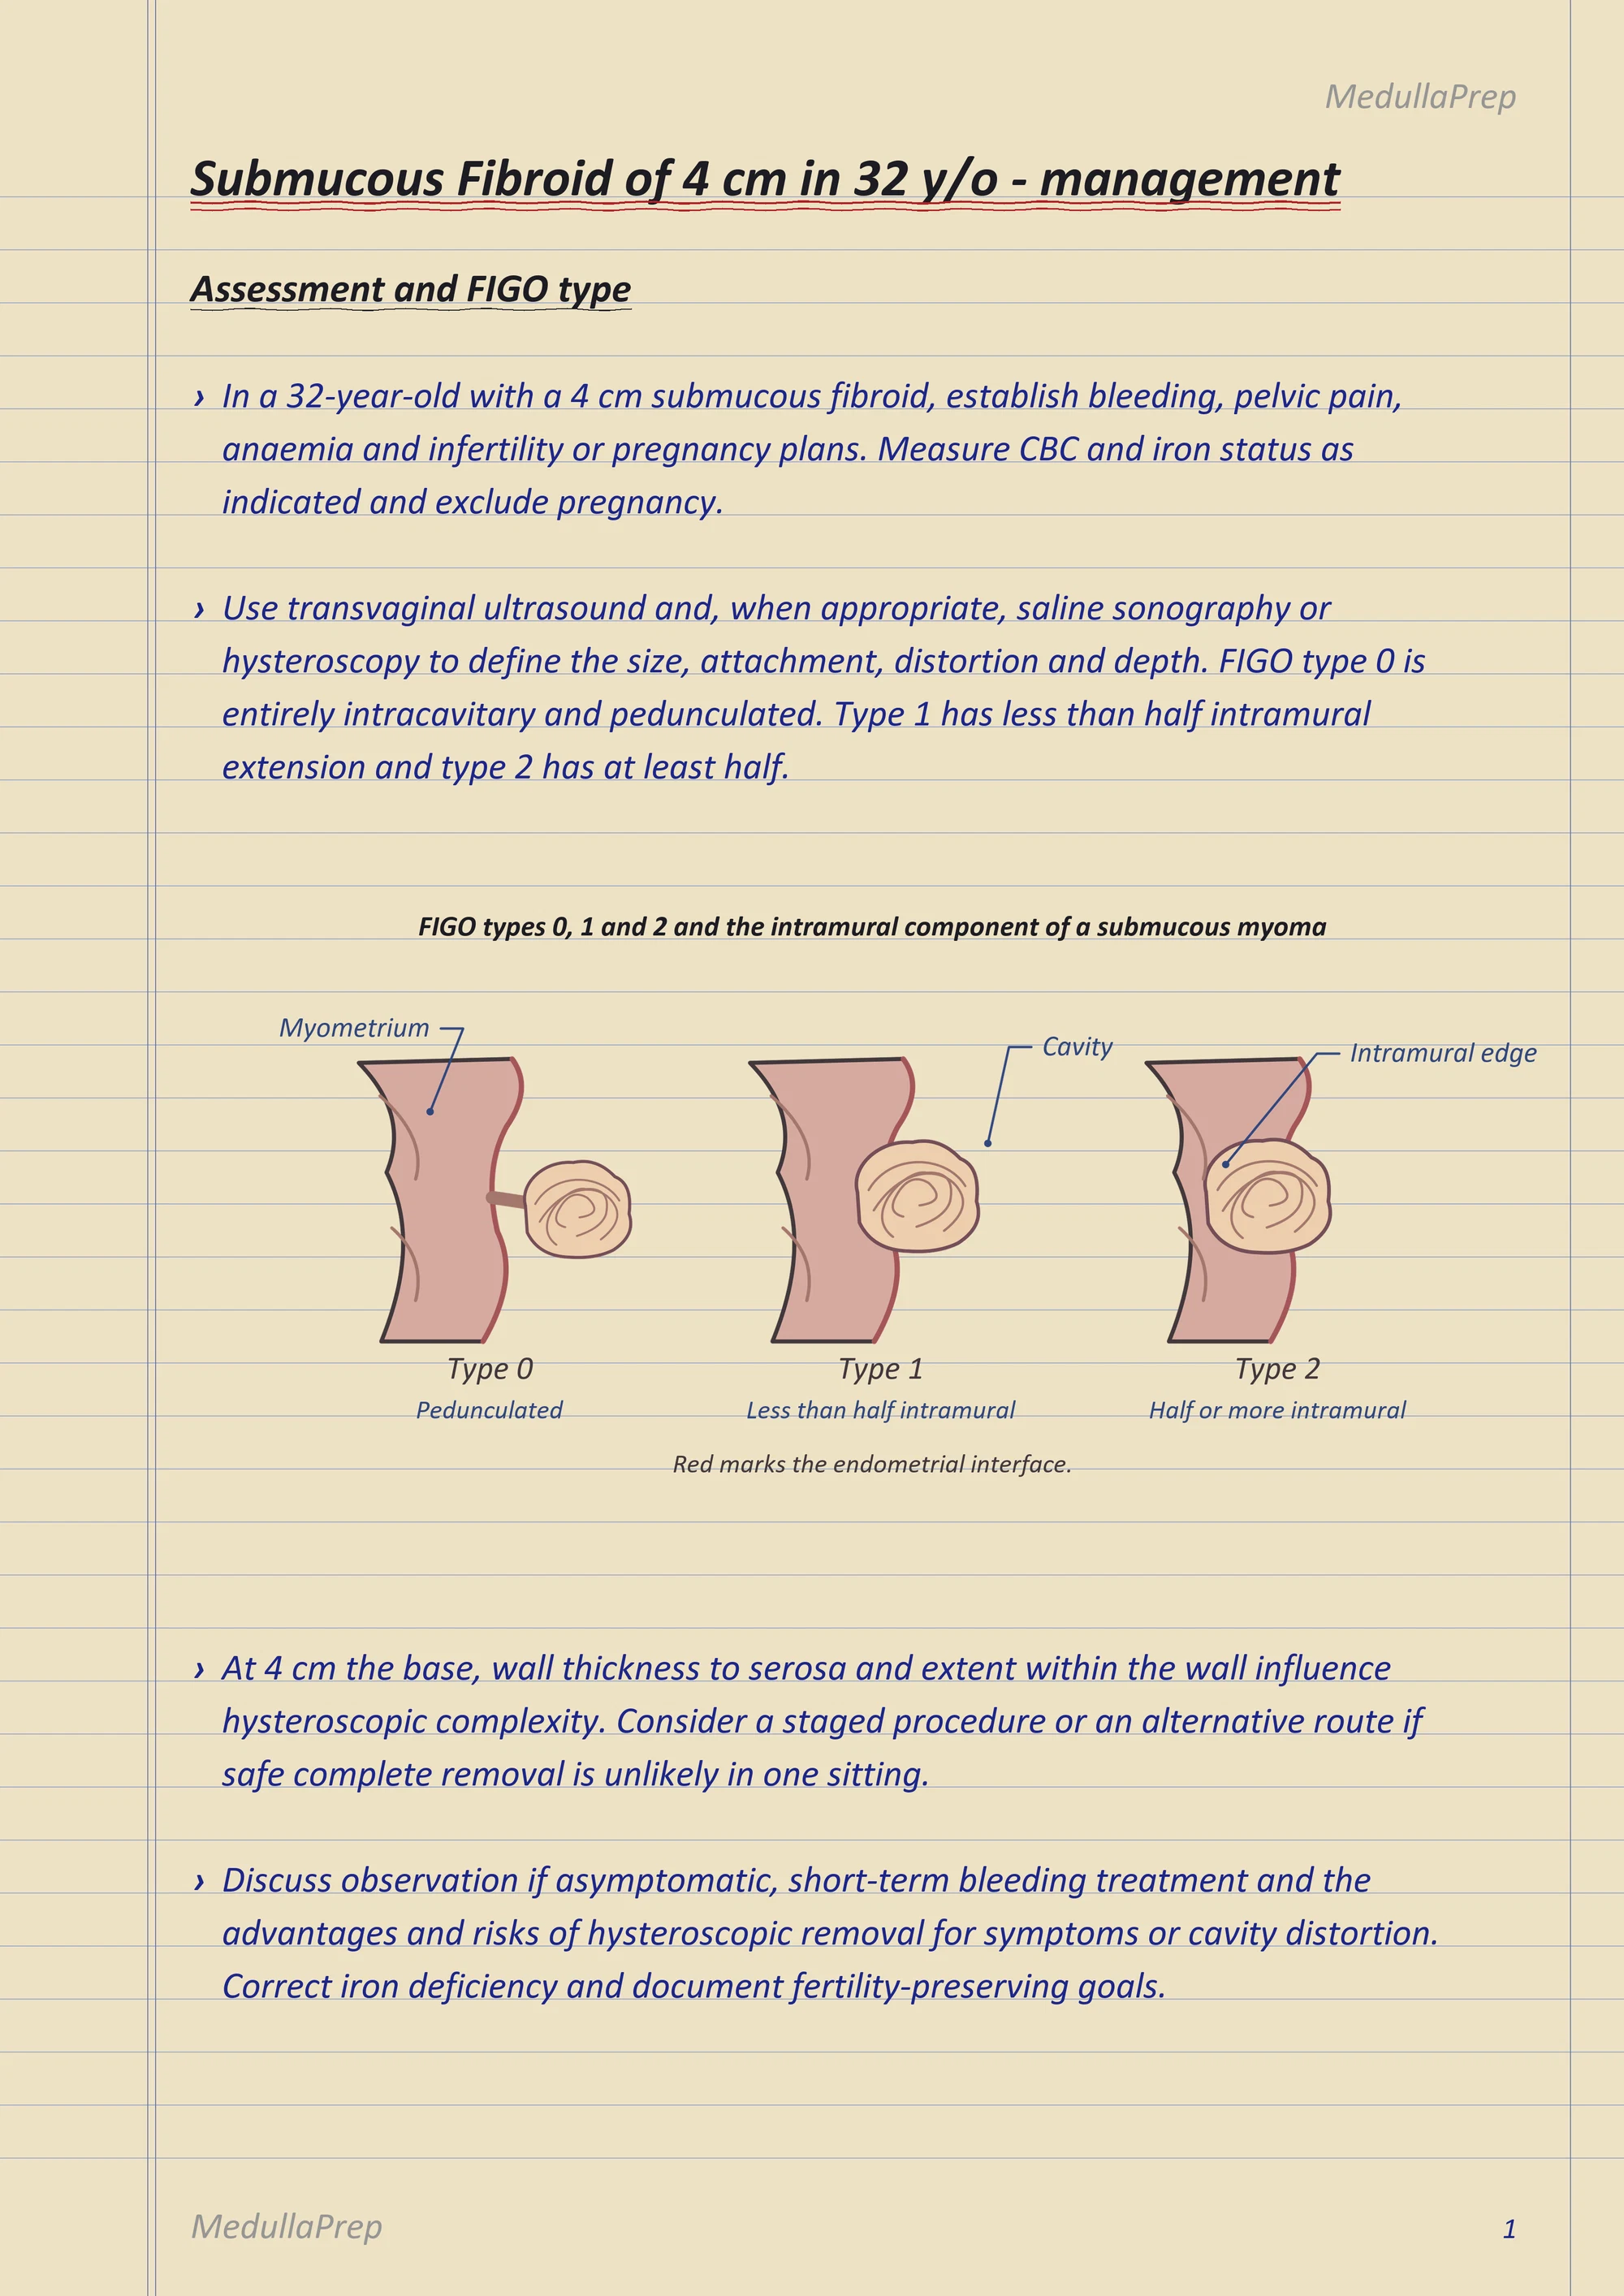 MedullaPrep
Submucous Fibroid of 4 cm in 32 y/o - management
Assessment and FIGO type
› In a 32-year-old with a 4 cm submucous fibroid, establish bleeding, pelvic pain,
anaemia and infertility or pregnancy plans. Measure CBC and iron status as
indicated and exclude pregnancy.
› Use transvaginal ultrasound and, when appropriate, saline sonography or
hysteroscopy to define the size, attachment, distortion and depth. FIGO type 0 is
entirely intracavitary and pedunculated. Type 1 has less than half intramural
extension and type 2 has at least half.
FIGO types 0, 1 and 2 and the intramural component of a submucous myoma
Myometrium
Cavity
Intramural edge
Type 0
Type 1
Type 2
Pedunculated
Less than half intramural
Half or more intramural
Red marks the endometrial interface.
› At 4 cm the base, wall thickness to serosa and extent within the wall influence
hysteroscopic complexity. Consider a staged procedure or an alternative route if
safe complete removal is unlikely in one sitting.
› Discuss observation if asymptomatic, short-term bleeding treatment and the
advantages and risks of hysteroscopic removal for symptoms or cavity distortion.
Correct iron deficiency and document fertility-preserving goals.
MedullaPrep
1